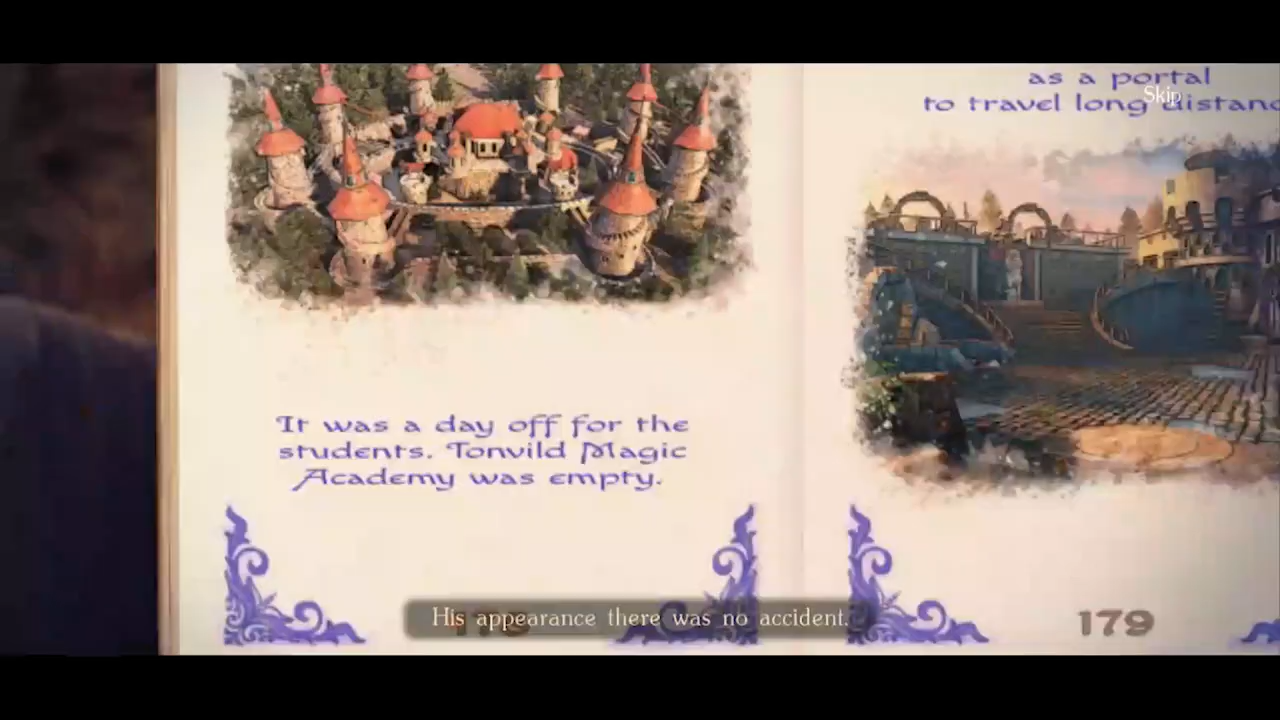 as a portal
Skip
to travel long distanc
It was a day off for the
students. Tonvild Magic
Academy was empty.
His appearance there was no accident.
179